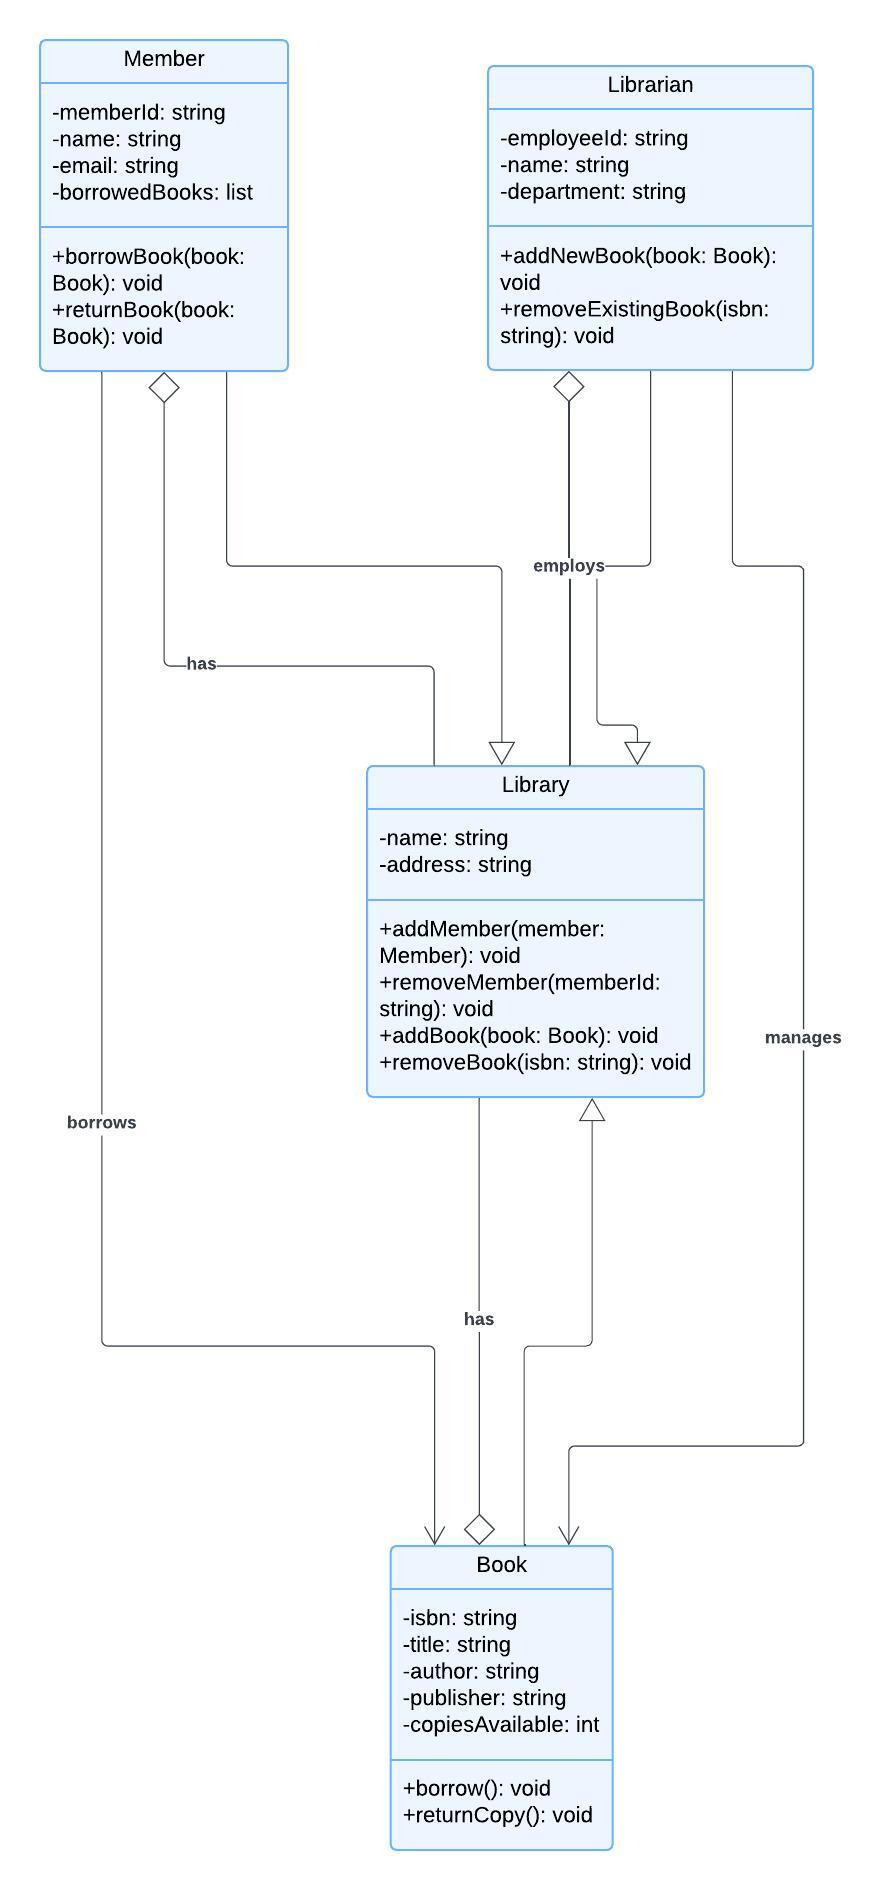 Member
-memberId: string
-name: string
-email: string
-borrowedBooks: list
+borrowBook(book:
Book): void
+returnBook(book:
Book): void
Librarian
-employeeId: string
-name: string
-department: string
+addNewBook(book: Book):
void
+removeExistingBook(isbn:
string): void
employs
has
Library
-name: string
-address: string
+addMember(member:
Member): void
+removeMember(memberId:
string): void
+addBook(book: Book): void
+removeBook(isbn: string): void
manages
borrows
has
Book
-isbn: string
-title: string
-author: string
-publisher: string
-copiesAvailable: int
+borrow(): void
+returnCopy(): void